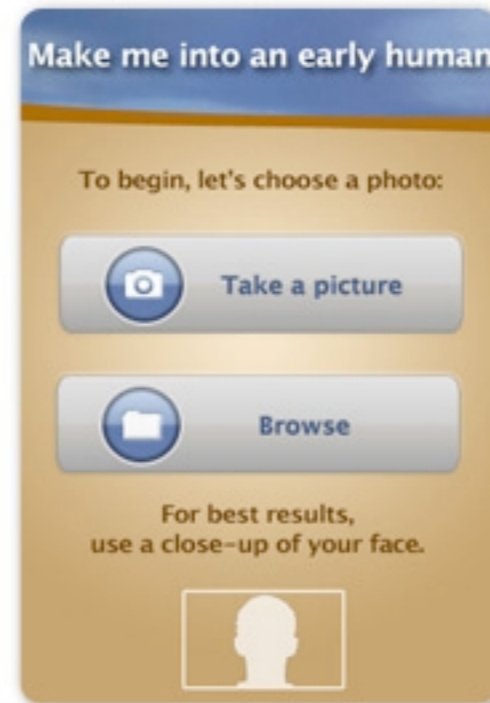 Make me into an early human
To begin, let's choose a photo:
Take a picture
Browse
For best results,
use a close-up of your face.